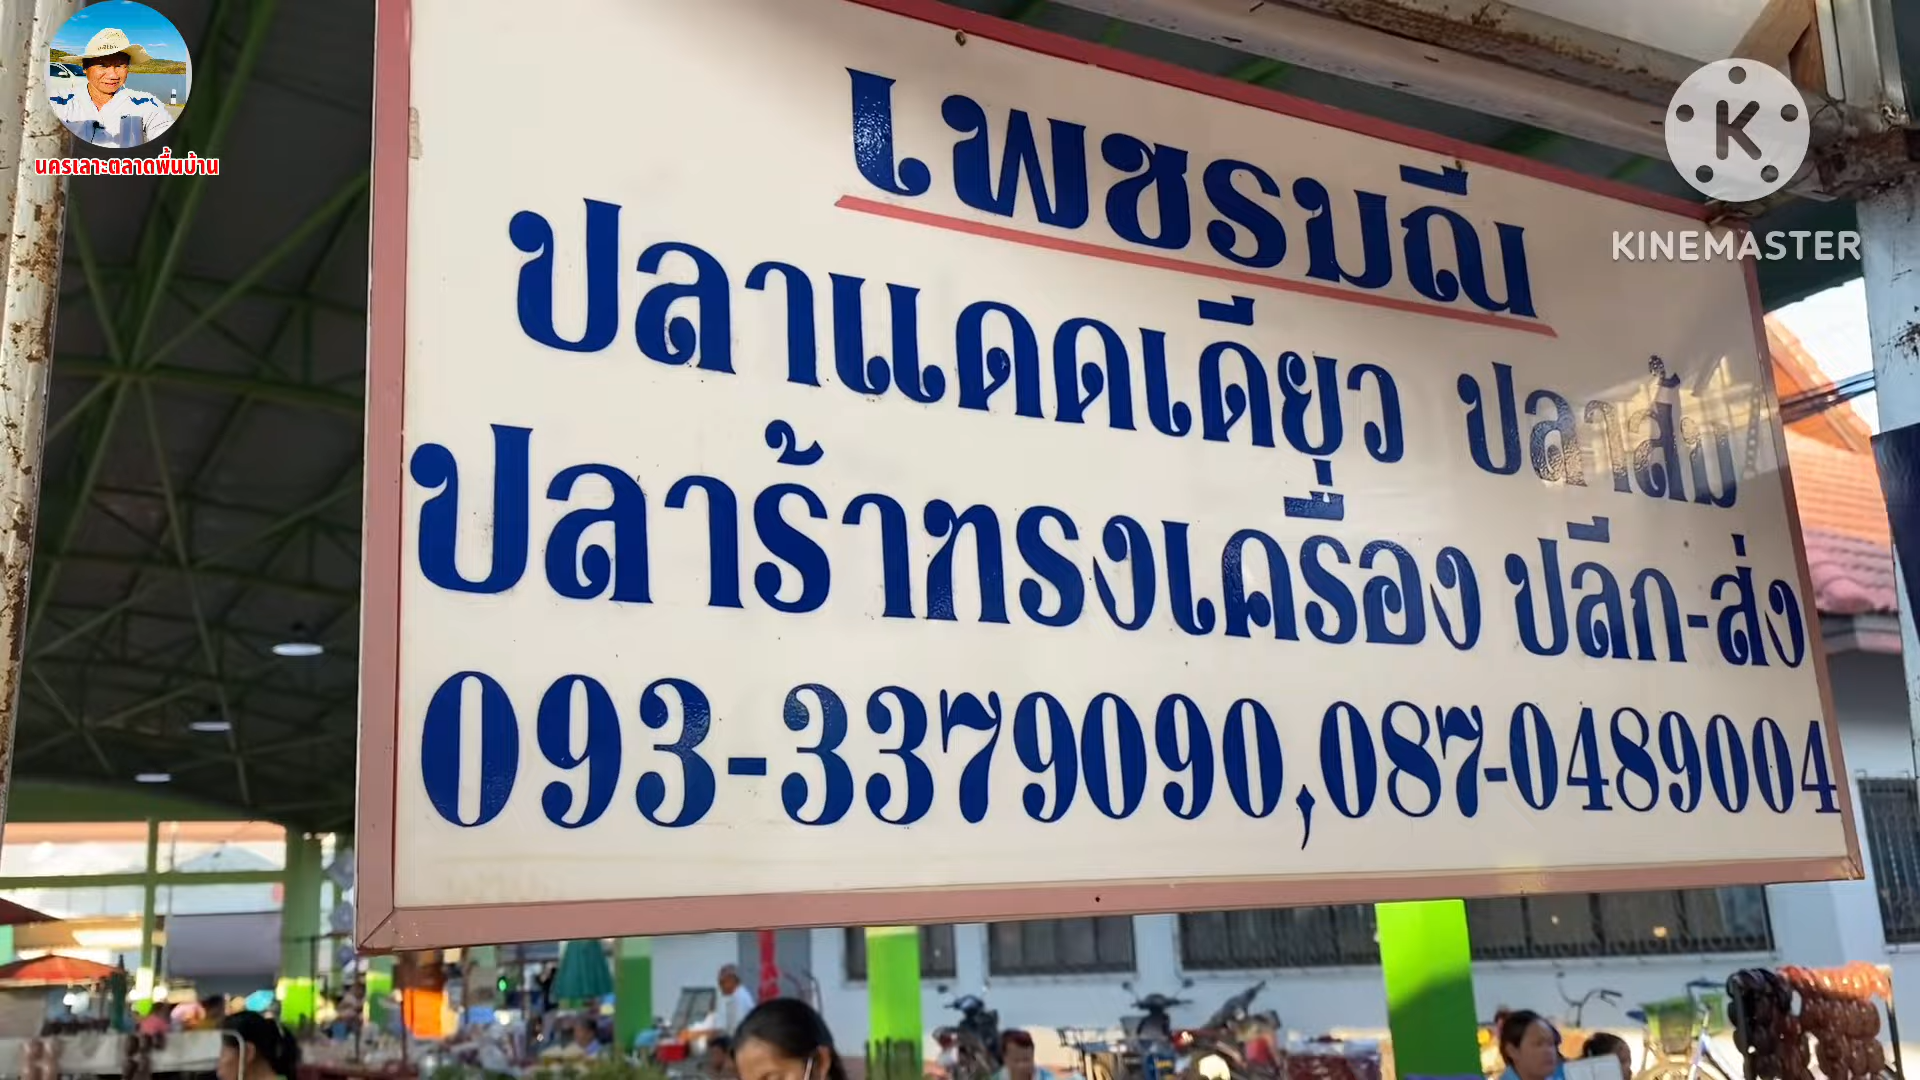 นครเลาะตลาดพื้นบ้าน
K
KINEMASTER
เพชรมณี
ปลาแดดเดียว ปลาส้ม
ปลาร้าทรงเครื่อง ปลีก-ส่ง
093-3379090,087-0489004